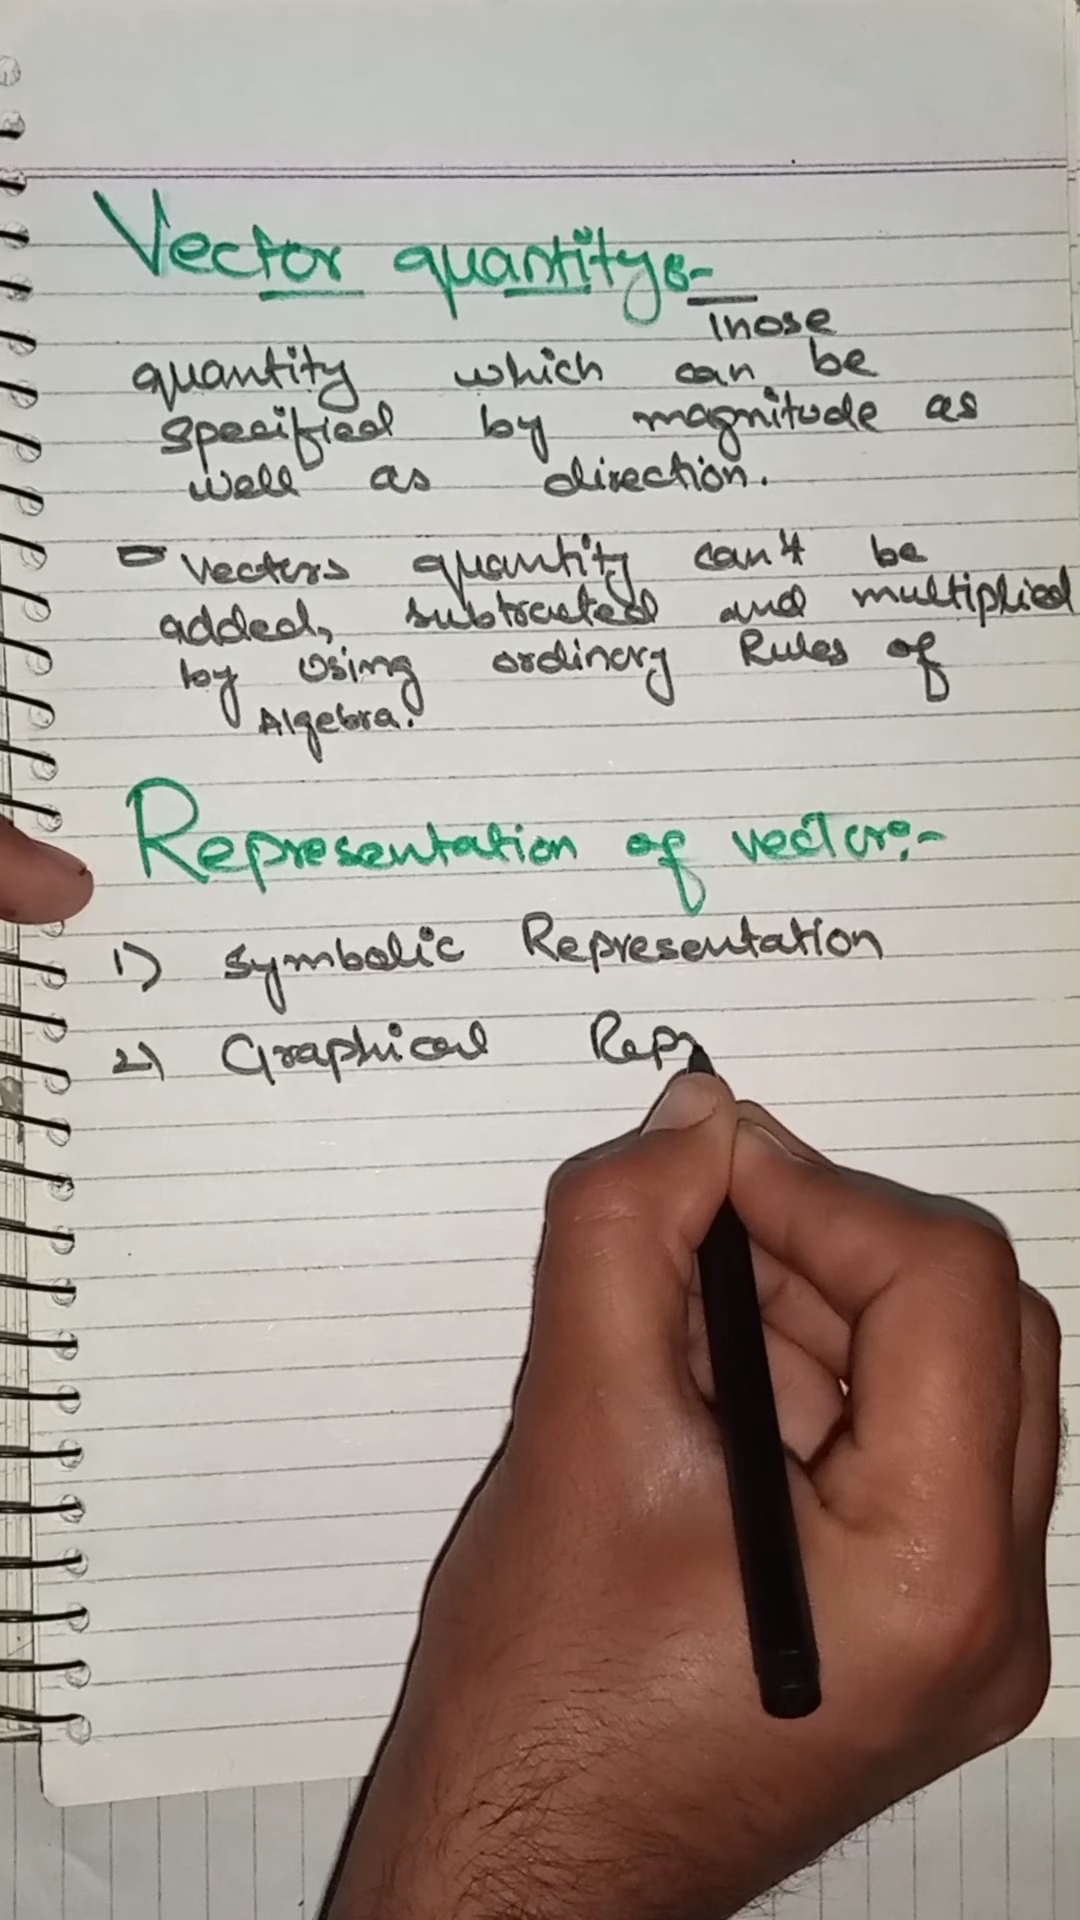 Vector quantity:-
Those
quantity which can be
specified by magnitude as
well as direction.
- Vectors quantity can't be
added, subtracted and multiplied
by using ordinary Rules of
Algebra.
Representation of vector:-
1) Symbolic Representation
2) Graphical Repr